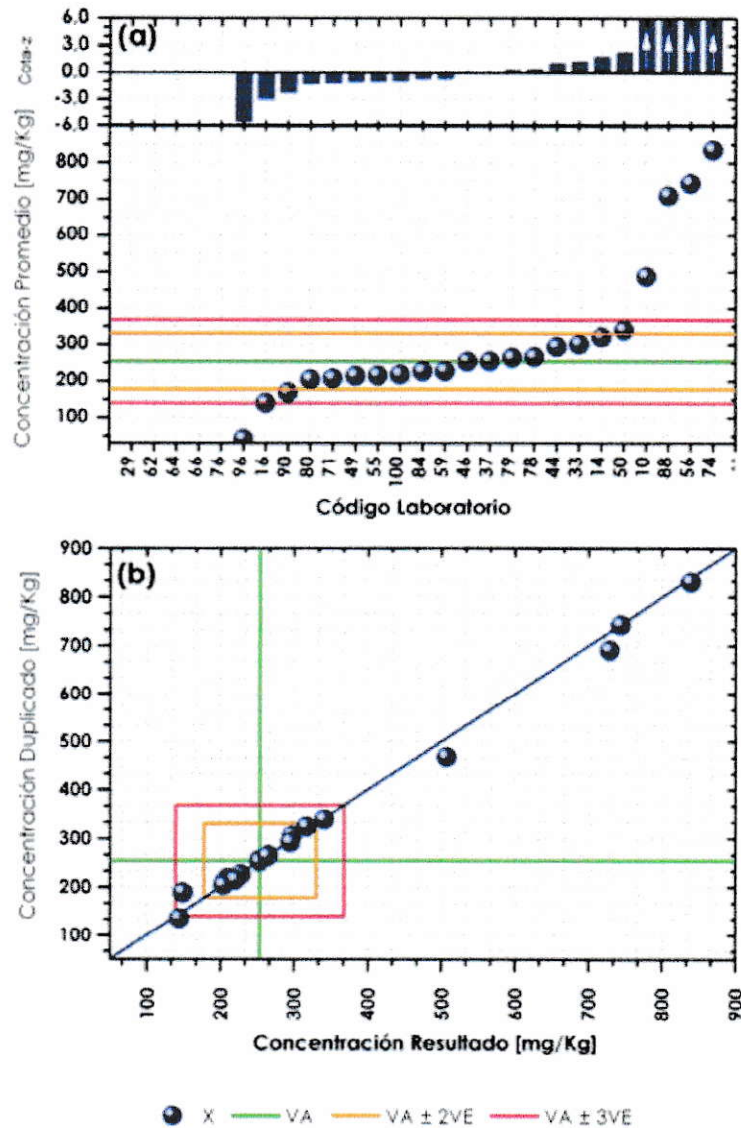 (a)
Cota-z
6.0
3.0
0.0
-3.0
-6.0
Concentración Promedio [mg/Kg]
800
700
600
500
400
300
200
100
29 62 64 66 76 96 16 90 80 71 49 55 100 84 59 46 37 79 78 44 33 14 50 10 88 56 74 --
Código Laboratorio
(b)
Concentración Duplicado [mg/Kg]
900
800
700
600
500
400
300
200
100
100 200 300 400 500 600 700 800 900
Concentración Resultado [mg/Kg]
X VA VA ± 2VE VA ± 3VE